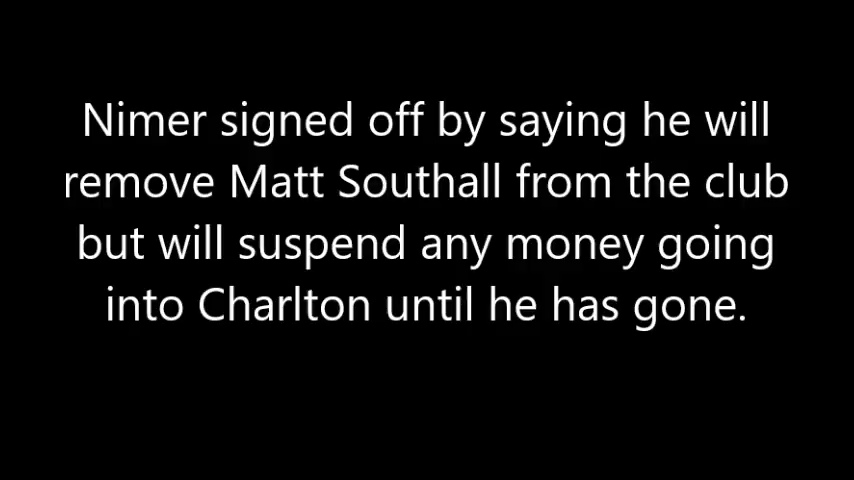 Nimer signed off by saying he will
remove Matt Southall from the club
but will suspend any money going
into Charlton until he has gone.